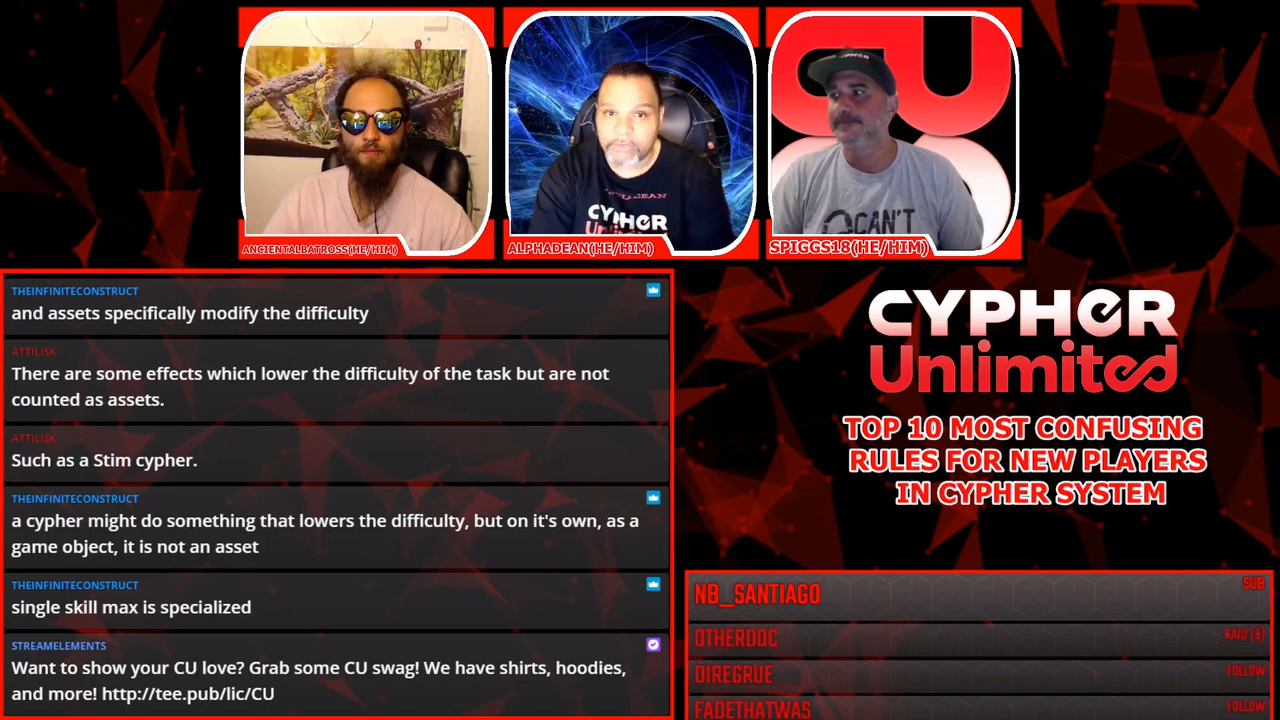 CYPHER
CYPHER
Unlimited
CAN'T
ANCIENTALBATROSS(HE/HIM)
ALPHADEAN(HE/HIM)
SPIGGS18(HE/HIM)
THEINFINITECONSTRUCT
and assets specifically modify the difficulty
ATTILISK
There are some effects which lower the difficulty of the task but are not
counted as assets.
ATTILISK
Such as a Stim cypher.
THEINFINITECONSTRUCT
a cypher might do something that lowers the difficulty, but on it's own, as a
game object, it is not an asset
THEINFINITECONSTRUCT
single skill max is specialized
STREAMELEMENTS
Want to show your CU love? Grab some CU swag! We have shirts, hoodies,
and more! http://tee.pub/lic/CU
CYPHER
Unlimited
TOP 10 MOST CONFUSING
RULES FOR NEW PLAYERS
IN CYPHER SYSTEM
NB_SANTIAGO SUB
OTHERDOC RAID (8)
DIREGRUE FOLLOW
FADETHATWAS FOLLOW